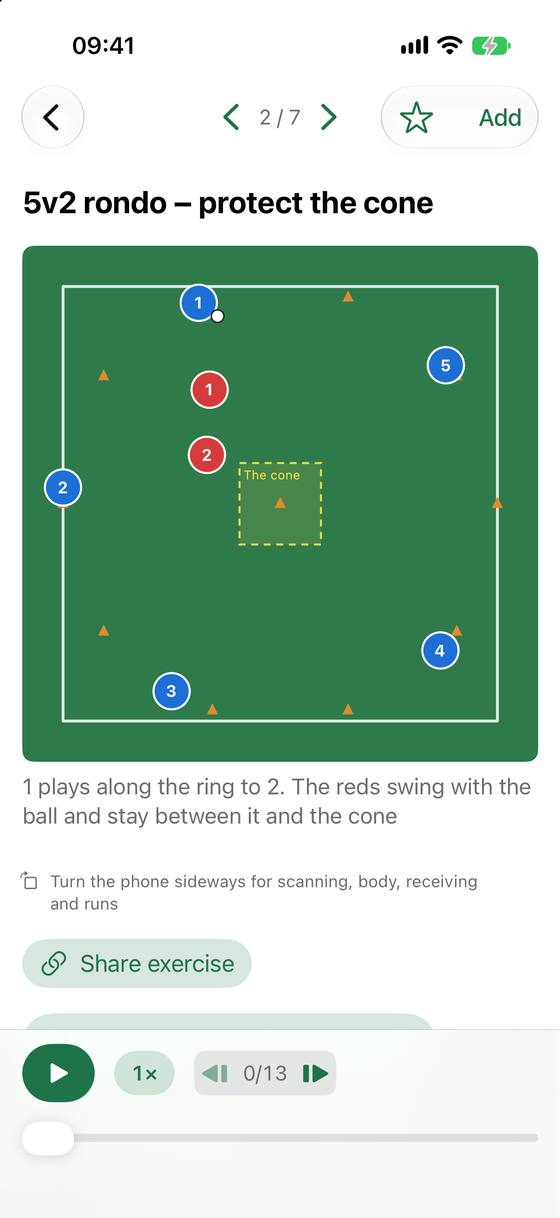 09:41
2 / 7
Add
5v2 rondo – protect the cone
1
5
1
2
The cone
2
4
3
1 plays along the ring to 2. The reds swing with the
ball and stay between it and the cone
Turn the phone sideways for scanning, body, receiving
and runs
Share exercise
1×
0/13